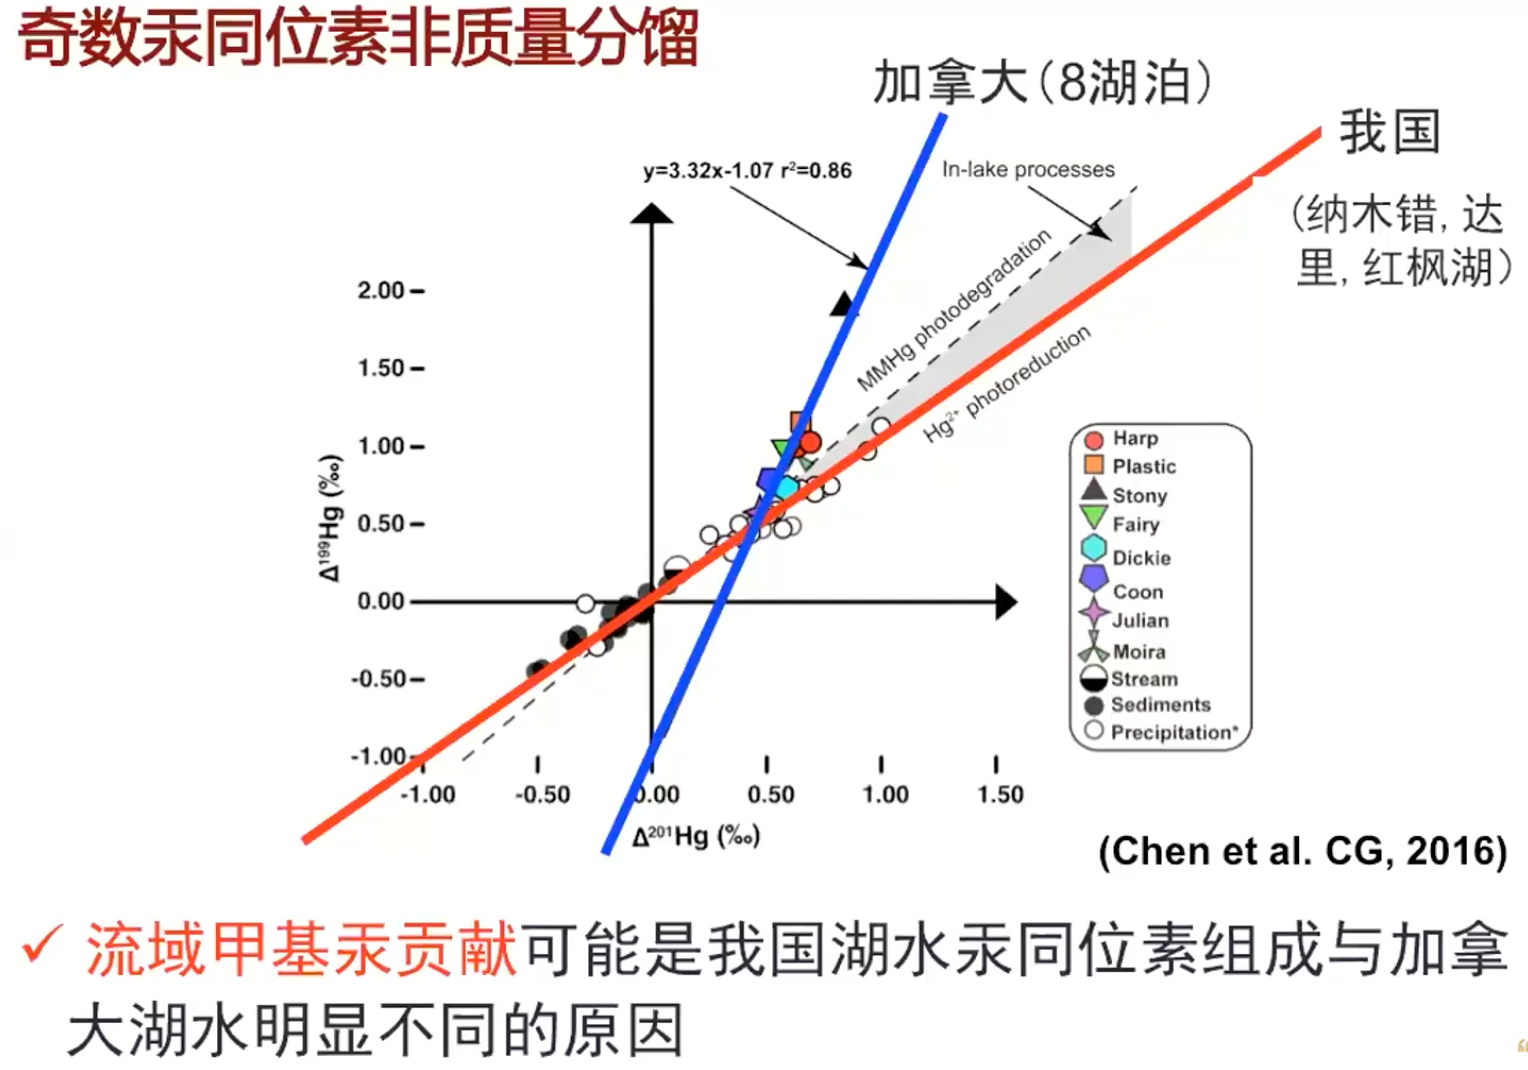 奇数汞同位素非质量分馏
加拿大（8湖泊）
我国
（纳木错, 达
里, 红枫湖）
y=3.32x-1.07 r²=0.86
In-lake processes
MMHg photodegradation
Hg²⁺ photoreduction
2.00
1.50
1.00
0.50
0.00
-0.50
-1.00
Δ¹⁹⁹Hg (‰)
-1.00 -0.50 0.00 0.50 1.00 1.50
Δ²⁰¹Hg (‰)
Harp
Plastic
Stony
Fairy
Dickie
Coon
Julian
Moira
Stream
Sediments
Precipitation*
(Chen et al. CG, 2016)
✓ 流域甲基汞贡献可能是我国湖水汞同位素组成与加拿
大湖水明显不同的原因